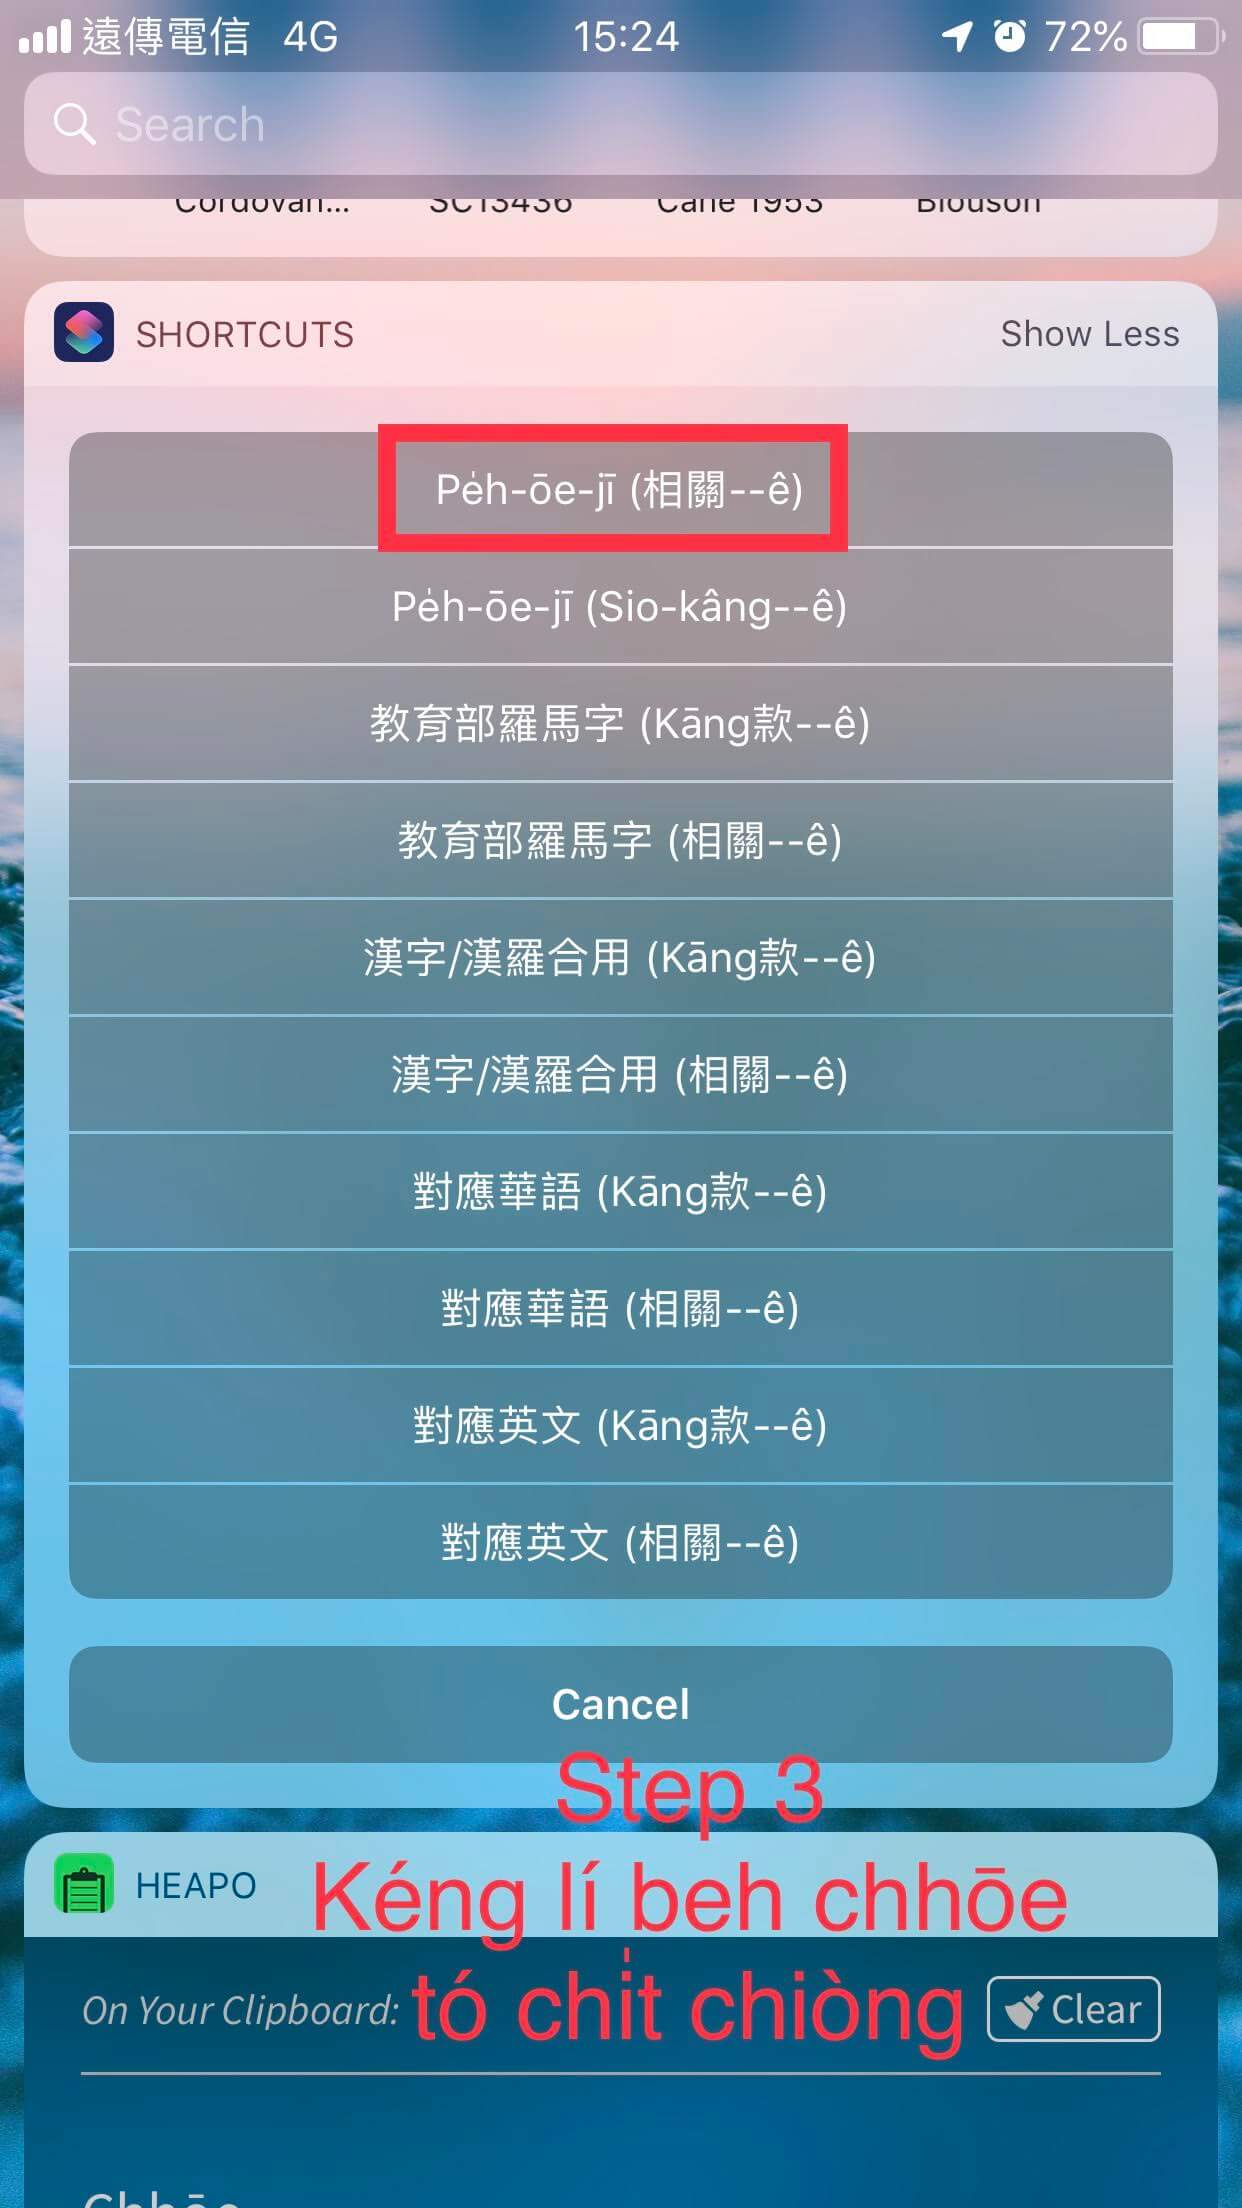 遠傳電信 4G 15:24 72%
Search
Cordovan... SC13436 Cane 1953 Blouson
SHORTCUTS Show Less
Pe̍h-ōe-jī (相關--ê)
Pe̍h-ōe-jī (Sio-kâng--ê)
教育部羅馬字 (Kāng款--ê)
教育部羅馬字 (相關--ê)
漢字/漢羅合用 (Kāng款--ê)
漢字/漢羅合用 (相關--ê)
對應華語 (Kāng款--ê)
對應華語 (相關--ê)
對應英文 (Kāng款--ê)
對應英文 (相關--ê)
Cancel
Step 3
HEAPO
Kéng lí beh chhōe
On Your Clipboard:
tó chi̍t chiòng
Clear
Chhōe